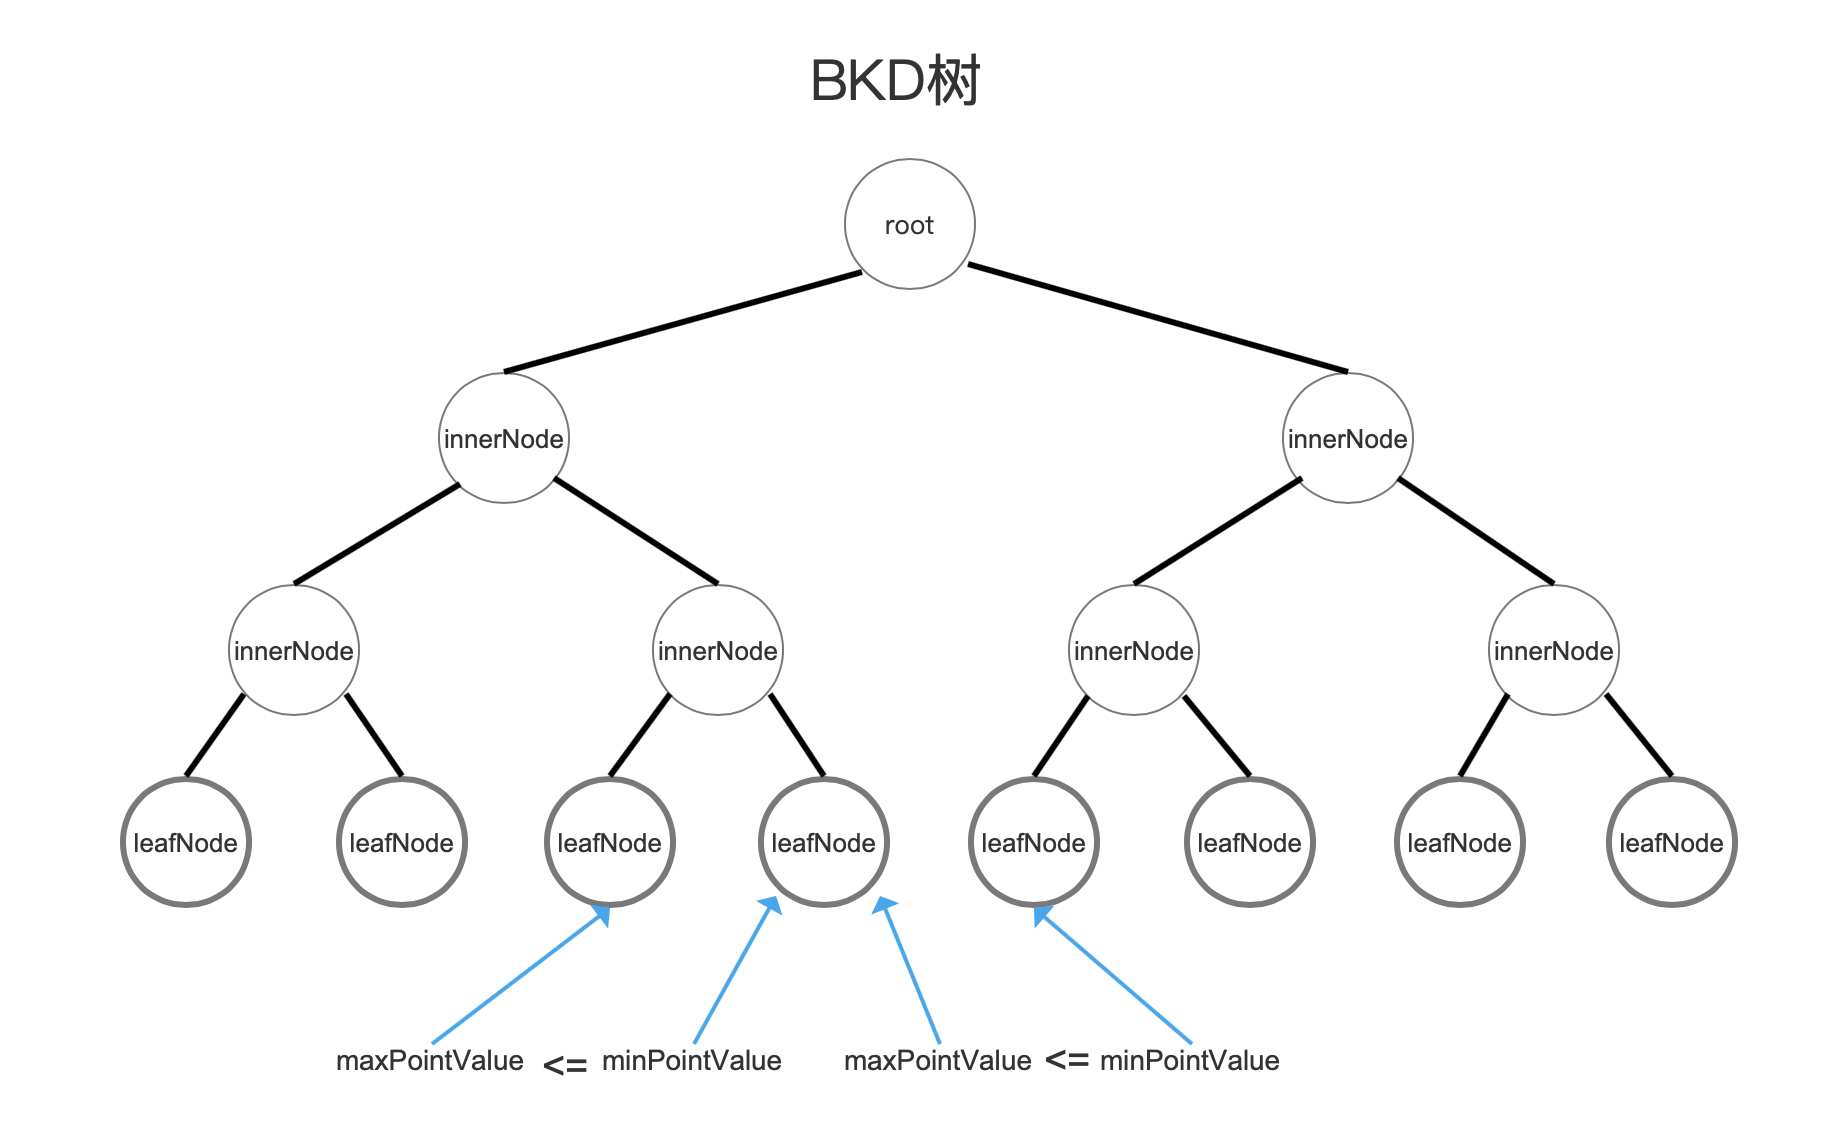 BKD树
root
innerNode innerNode
innerNode innerNode innerNode innerNode
leafNode leafNode leafNode leafNode leafNode leafNode leafNode leafNode
maxPointValue <= minPointValue maxPointValue <= minPointValue